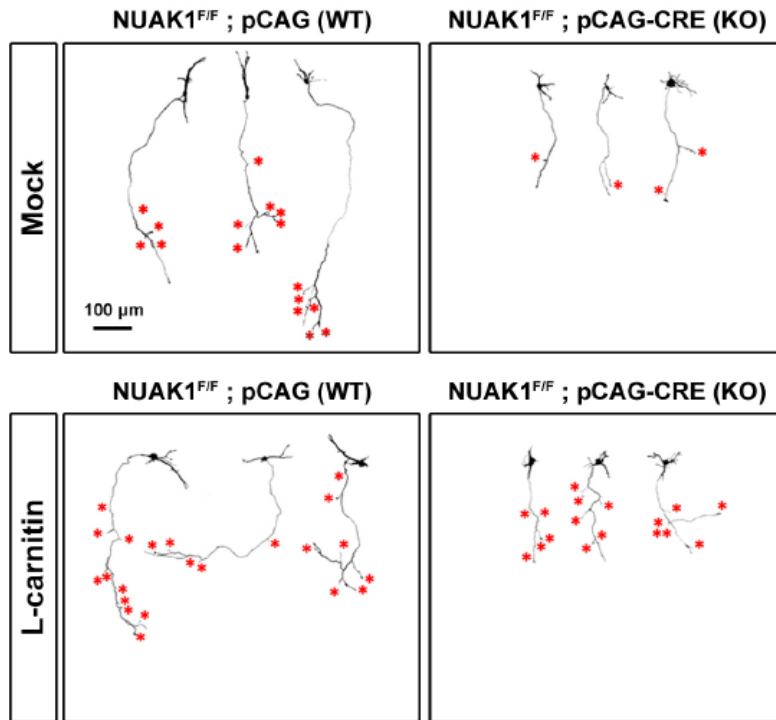 NUAK1F/F ; pCAG (WT)
NUAK1F/F ; pCAG-CRE (KO)
Mock
100 µm
NUAK1F/F ; pCAG (WT)
NUAK1F/F ; pCAG-CRE (KO)
L-carnitin